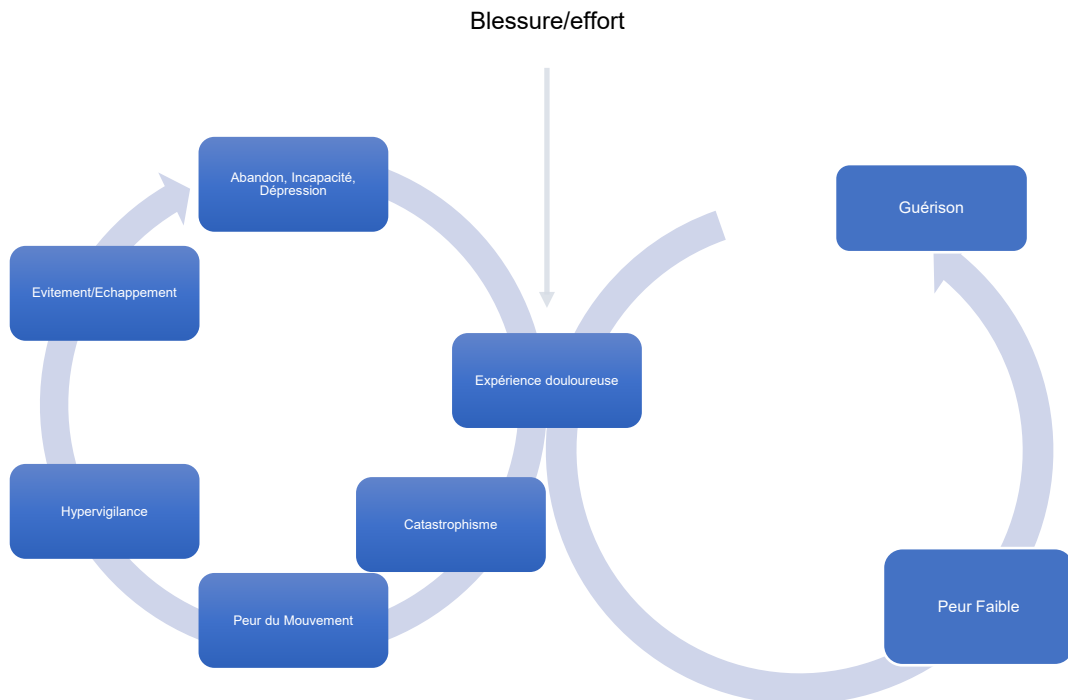 Blessure/effort
Abandon, Incapacité,
Dépression
Guérison
Evitement/Echappement
Expérience douloureuse
Hypervigilance
Catastrophisme
Peur du Mouvement
Peur Faible